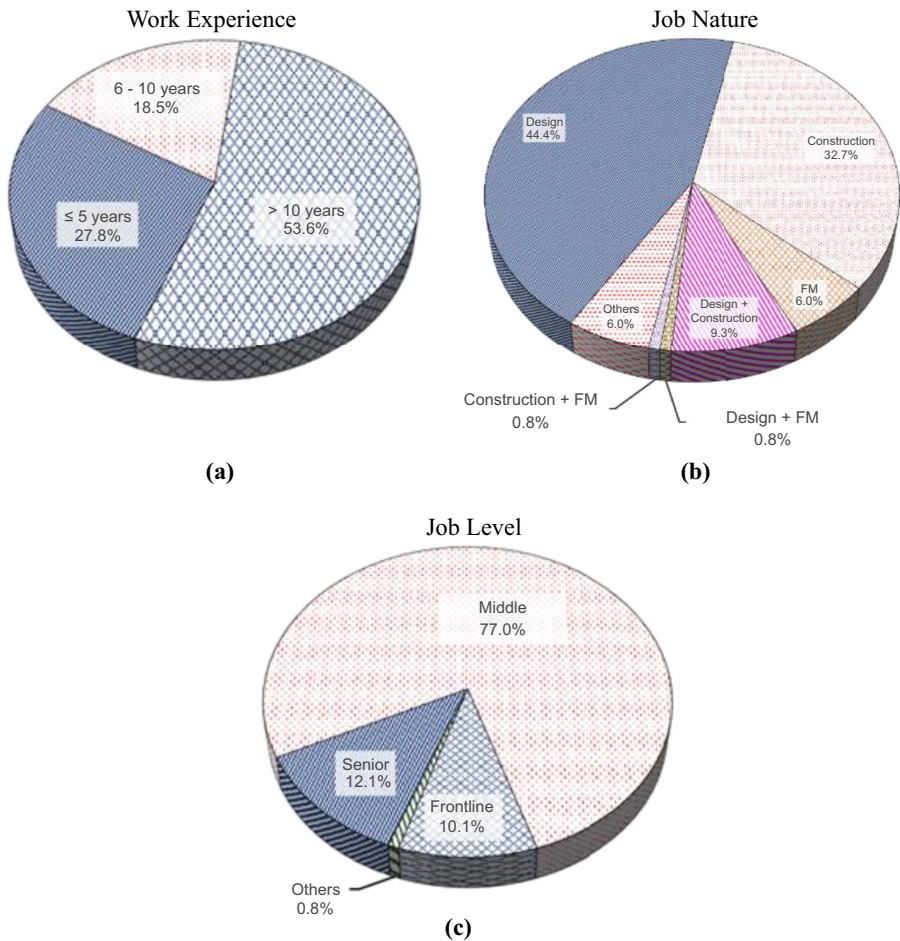 Work Experience
6 - 10 years
18.5%
≤ 5 years
27.8%
> 10 years
53.6%
(a)
Job Nature
Design
44.4%
Construction
32.7%
FM
6.0%
Design +
Construction
9.3%
Others
6.0%
Construction + FM
0.8%
Design + FM
0.8%
(b)
Job Level
Middle
77.0%
Senior
12.1%
Frontline
10.1%
Others
0.8%
(c)